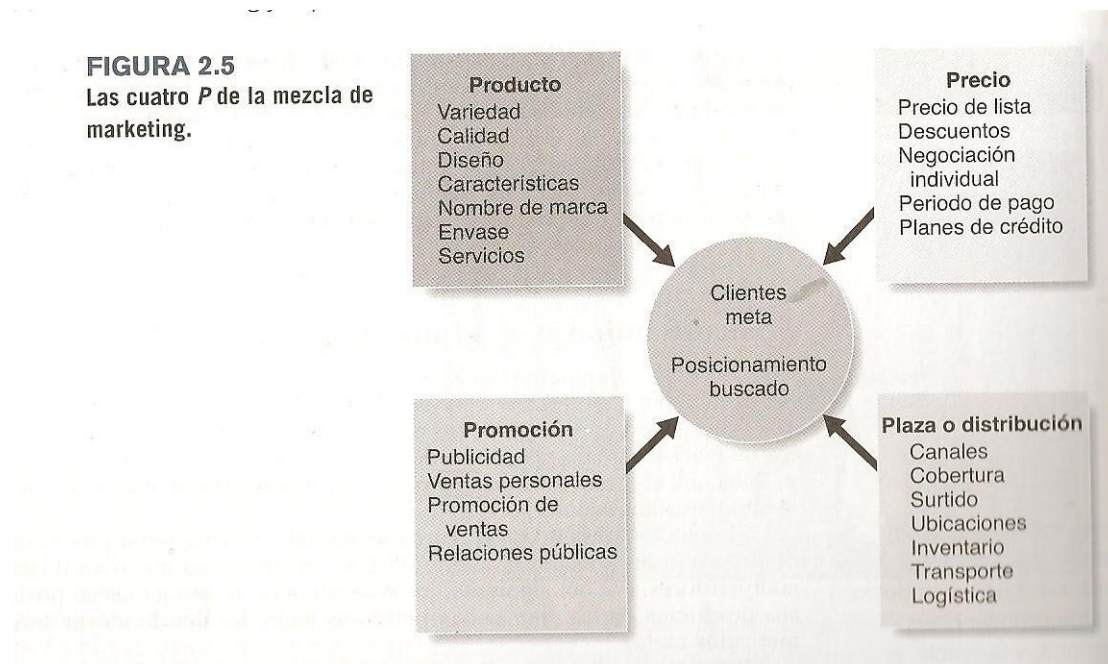 FIGURA 2.5
Las cuatro P de la mezcla de
marketing.
Producto
Variedad
Calidad
Diseño
Características
Nombre de marca
Envase
Servicios
Precio
Precio de lista
Descuentos
Negociación
individual
Periodo de pago
Planes de crédito
Clientes
meta
Posicionamiento
buscado
Promoción
Publicidad
Ventas personales
Promoción de
ventas
Relaciones públicas
Plaza o distribución
Canales
Cobertura
Surtido
Ubicaciones
Inventario
Transporte
Logística